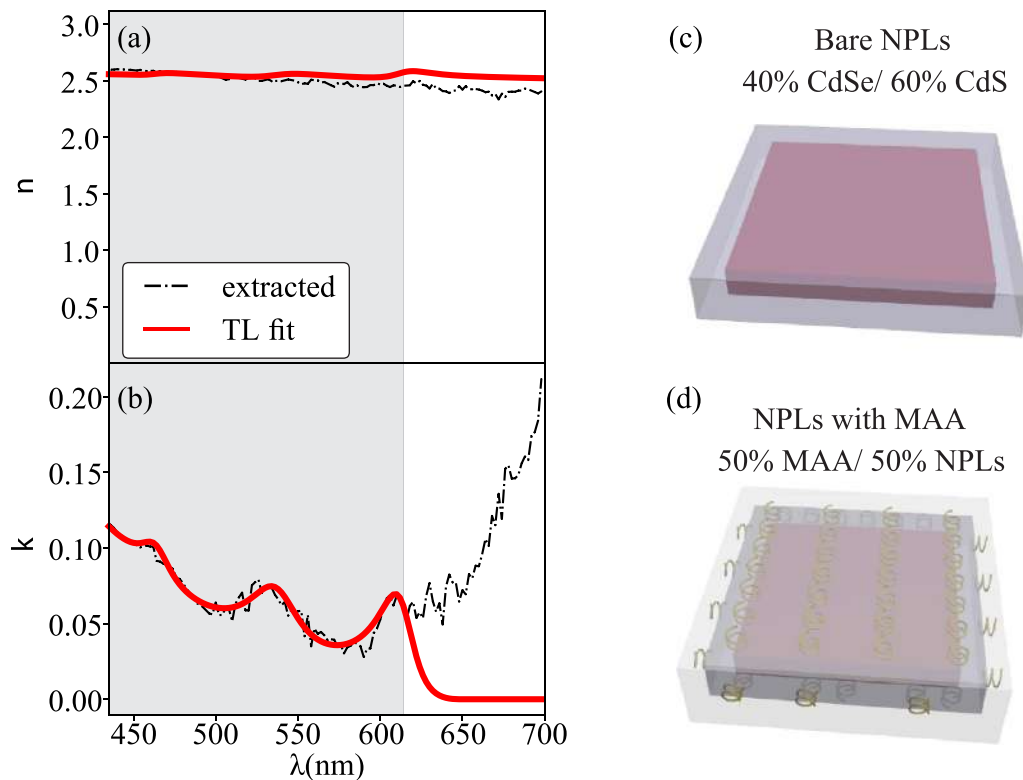 (a)
3.0
2.5
2.0
1.5
1.0
0.5
n
extracted
TL fit
(b)
0.20
0.15
0.10
0.05
0.00
k
450 500 550 600 650 700
λ(nm)
(c)
Bare NPLs
40% CdSe/ 60% CdS
(d)
NPLs with MAA
50% MAA/ 50% NPLs